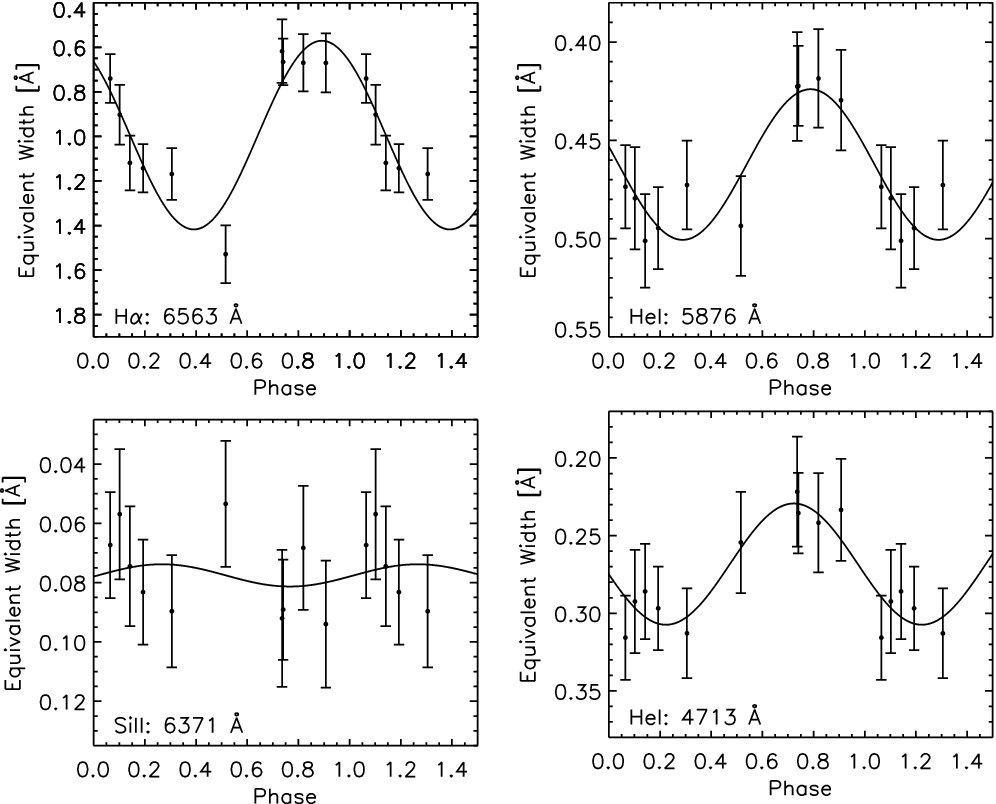 0.4
0.6
0.8
1.0
1.2
1.4
1.6
1.8
Equivalent Width [Å]
Hα: 6563 Å
0.0 0.2 0.4 0.6 0.8 1.0 1.2 1.4
Phase
0.40
0.45
0.50
0.55
Equivalent Width [Å]
HeI: 5876 Å
0.0 0.2 0.4 0.6 0.8 1.0 1.2 1.4
Phase
0.04
0.06
0.08
0.10
0.12
Equivalent Width [Å]
SiII: 6371 Å
0.0 0.2 0.4 0.6 0.8 1.0 1.2 1.4
Phase
0.20
0.25
0.30
0.35
Equivalent Width [Å]
HeI: 4713 Å
0.0 0.2 0.4 0.6 0.8 1.0 1.2 1.4
Phase